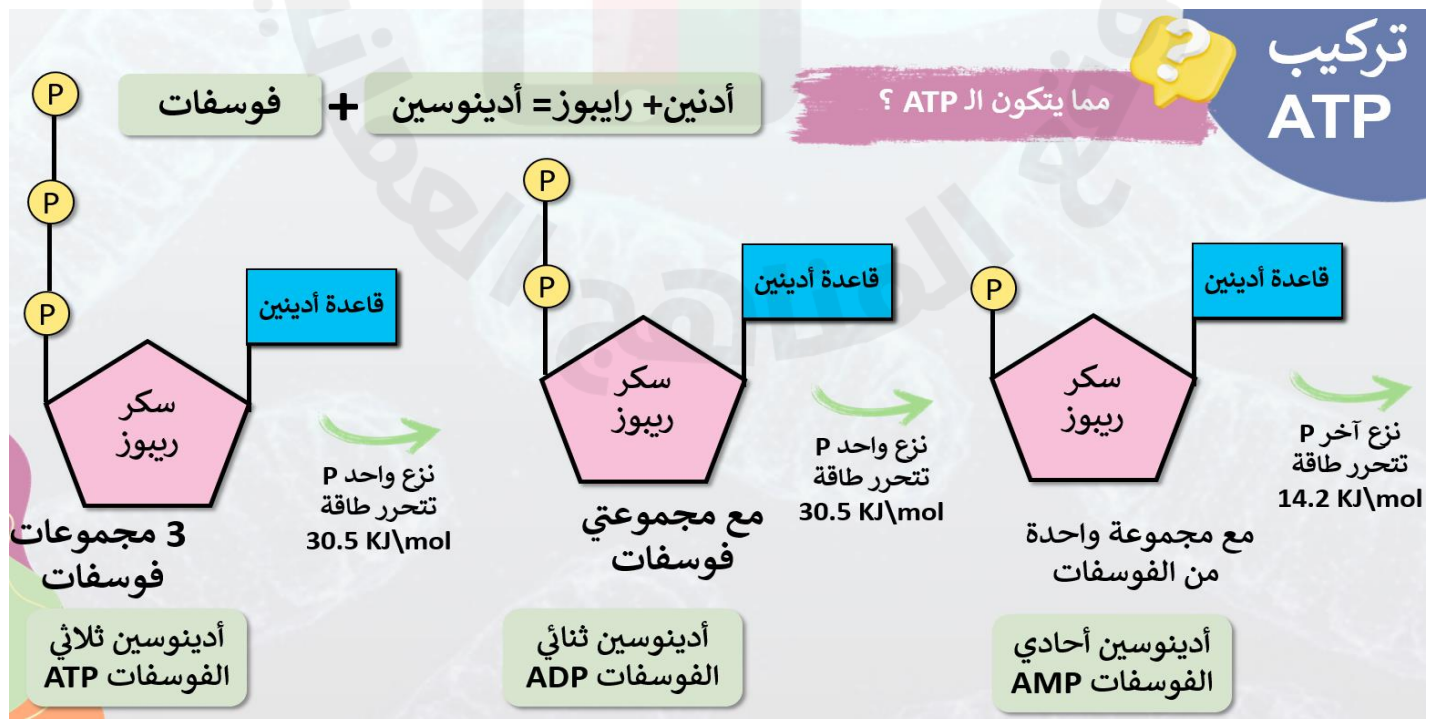 تركيب
ATP
مما يتكون الـ ATP ؟
أدنين+ رايبوز= أدينوسين
+
فوسفات
P
P
P
قاعدة أدينين
سكر
ريبوز
3 مجموعات
فوسفات
أدينوسين ثلاثي
الفوسفات ATP
نزع واحد P
تتحرر طاقة
30.5 KJ\mol
P
P
قاعدة أدينين
سكر
ريبوز
مع مجموعتي
فوسفات
أدينوسين ثنائي
الفوسفات ADP
نزع واحد P
تتحرر طاقة
30.5 KJ\mol
P
قاعدة أدينين
سكر
ريبوز
مع مجموعة واحدة
من الفوسفات
أدينوسين أحادي
الفوسفات AMP
نزع آخر P
تتحرر طاقة
14.2 KJ\mol